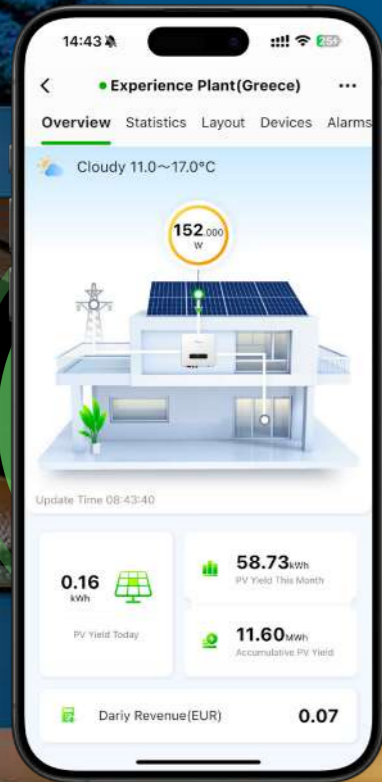 14:43
25+
Experience Plant(Greece)
Overview Statistics Layout Devices Alarms
Cloudy 11.0～17.0°C
152.000
W
Update Time 08:43:40
0.16
kWh
PV Yield Today
58.73kWh
PV Yield This Month
11.60MWh
Accumulative PV Yield
Dariy Revenue(EUR) 0.07